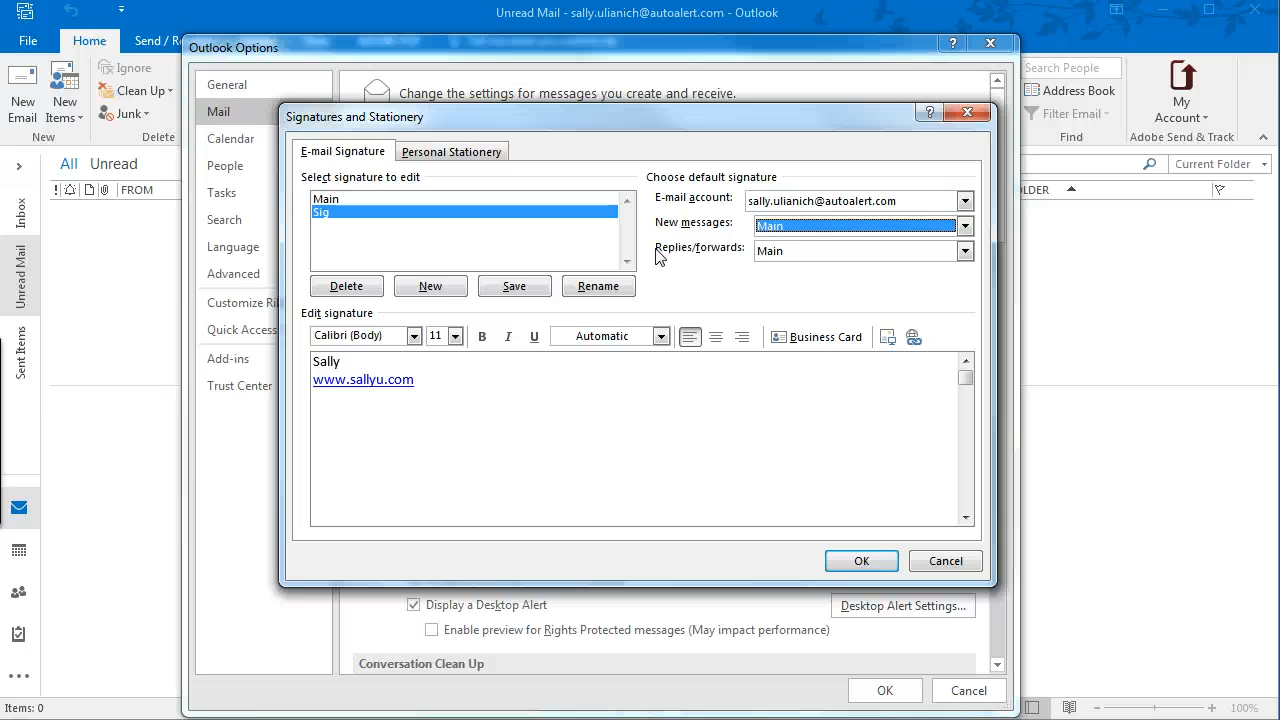 Unread Mail - sally.ulianich@autoalert.com - Outlook
File
Home
Send / Re
New Email
New Items
Ignore
Clean Up
Junk
New
Delete
Search People
Address Book
Filter Email
Find
My Account
Adobe Send & Track
All Unread
Current Folder
FROM
OLDER
Inbox
Unread Mail
Sent Items
Outlook Options
General
Mail
Calendar
People
Tasks
Search
Language
Advanced
Customize Ri
Quick Access
Add-ins
Trust Center
Change the settings for messages you create and receive.
Signatures and Stationery
E-mail Signature
Personal Stationery
Select signature to edit
Main
Sig
Delete
New
Save
Rename
Choose default signature
E-mail account: sally.ulianich@autoalert.com
New messages: Main
Replies/forwards: Main
Edit signature
Calibri (Body)
11
B I U
Automatic
Business Card
Sally
www.sallyu.com
OK
Cancel
Display a Desktop Alert
Desktop Alert Settings...
Enable preview for Rights Protected messages (May impact performance)
Conversation Clean Up
OK
Cancel
Items: 0
100%